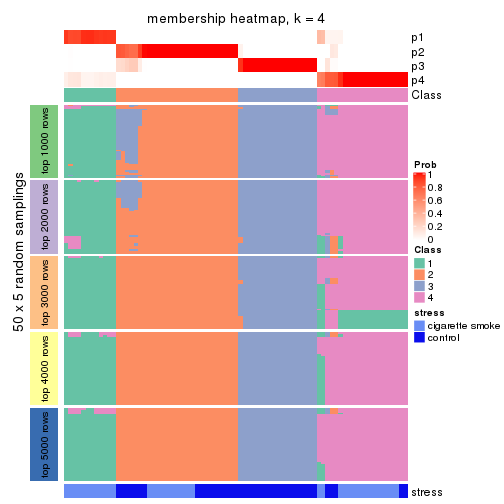 membership heatmap, k = 4
p1
p2
p3
p4
Class
50 x 5 random samplings
top 1000 rows
top 2000 rows
top 3000 rows
top 4000 rows
top 5000 rows
stress
Prob
1
0.8
0.6
0.4
0.2
0
Class
1
2
3
4
stress
cigarette smoke
control